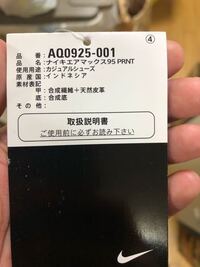 ④
品 番: AQ0925-001
品 名: ナイキエアマックス95 PRNT
使用用途: カジュアルシューズ
原 産 国: インドネシア
素材表記
甲: 合成繊維+天然皮革
底: 合成底
そ の 他:
取扱説明書
ご使用前に必ずお読み下さい